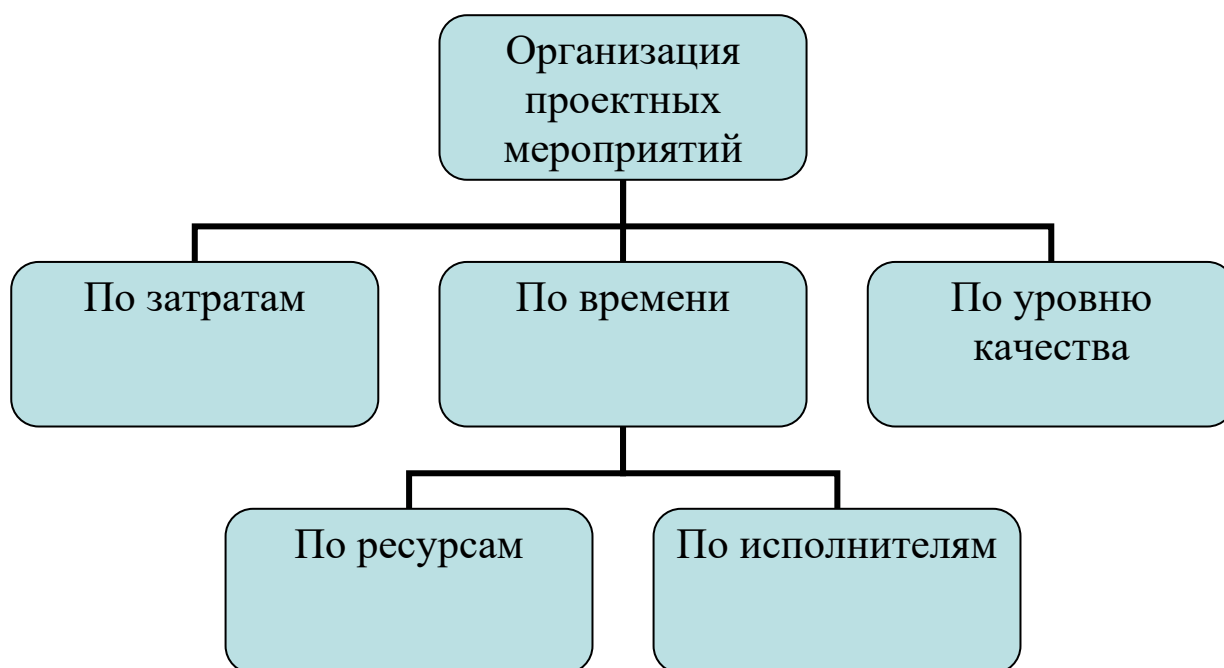 Организация
проектных
мероприятий
По затратам
По времени
По уровню
качества
По ресурсам
По исполнителям